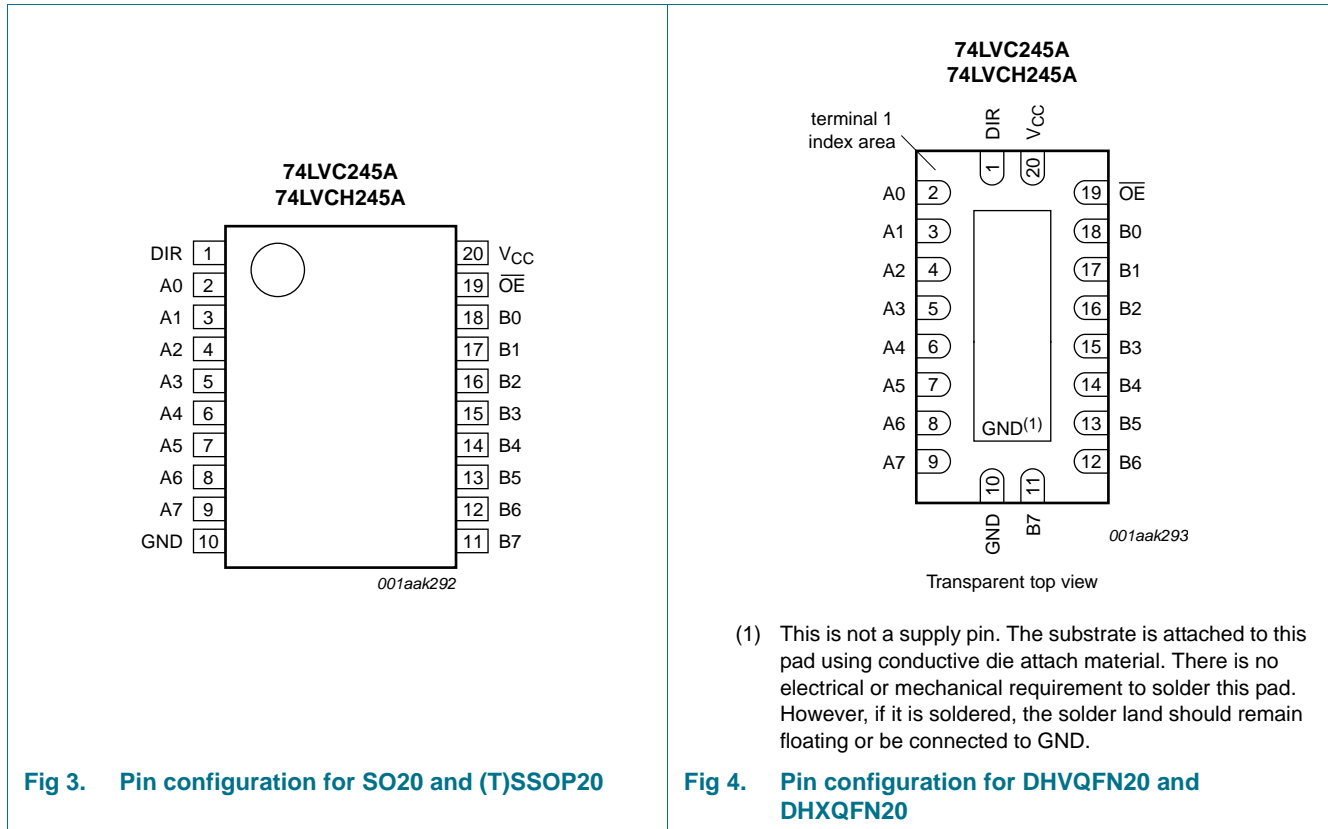 74LVC245A
74LVCH245A
DIR 1
A0 2
A1 3
A2 4
A3 5
A4 6
A5 7
A6 8
A7 9
GND 10
20 VCC
19 OE
18 B0
17 B1
16 B2
15 B3
14 B4
13 B5
12 B6
11 B7
001aak292
Fig 3. Pin configuration for SO20 and (T)SSOP20
74LVC245A
74LVCH245A
terminal 1
index area
DIR
VCC
1
20
A0 2
A1 3
A2 4
A3 5
A4 6
A5 7
A6 8
A7 9
19 OE
18 B0
17 B1
16 B2
15 B3
14 B4
13 B5
12 B6
GND(1)
10
11
GND
B7
001aak293
Transparent top view
(1) This is not a supply pin. The substrate is attached to this
pad using conductive die attach material. There is no
electrical or mechanical requirement to solder this pad.
However, if it is soldered, the solder land should remain
floating or be connected to GND.
Fig 4. Pin configuration for DHVQFN20 and
DHXQFN20